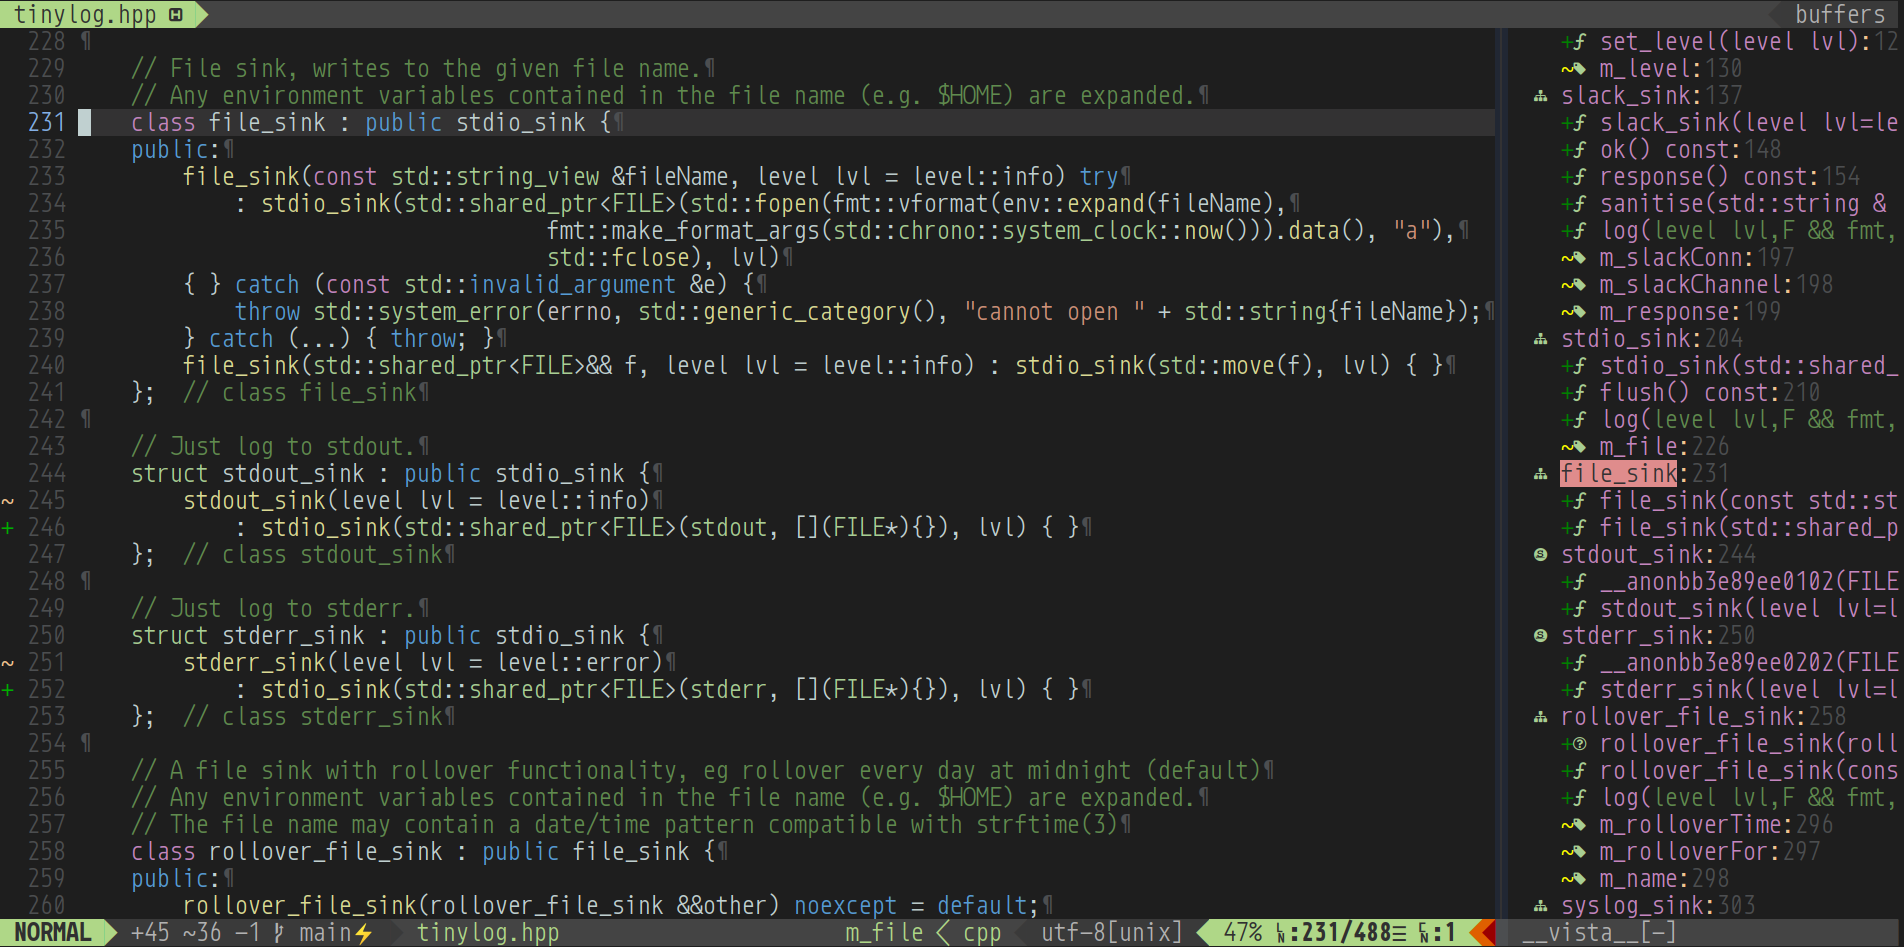 tinylog.hpp buffers
228 ¶
229 // File sink, writes to the given file name.¶
230 // Any environment variables contained in the file name (e.g. $HOME) are expanded.¶
231 class file_sink : public stdio_sink {¶
232 public:¶
233 file_sink(const std::string_view &fileName, level lvl = level::info) try¶
234 : stdio_sink(std::shared_ptr<FILE>(std::fopen(fmt::vformat(env::expand(fileName),¶
235 fmt::make_format_args(std::chrono::system_clock::now())).data(), "a"),¶
236 std::fclose), lvl)¶
237 { } catch (const std::invalid_argument &e) {¶
238 throw std::system_error(errno, std::generic_category(), "cannot open " + std::string{fileName});¶
239 } catch (...) { throw; }¶
240 file_sink(std::shared_ptr<FILE>&& f, level lvl = level::info) : stdio_sink(std::move(f), lvl) { }¶
241 }; // class file_sink¶
242 ¶
243 // Just log to stdout.¶
244 struct stdout_sink : public stdio_sink {¶
~ 245 stdout_sink(level lvl = level::info)¶
+ 246 : stdio_sink(std::shared_ptr<FILE>(stdout, [](FILE*){}), lvl) { }¶
247 }; // class stdout_sink¶
248 ¶
249 // Just log to stderr.¶
250 struct stderr_sink : public stdio_sink {¶
~ 251 stderr_sink(level lvl = level::error)¶
+ 252 : stdio_sink(std::shared_ptr<FILE>(stderr, [](FILE*){}), lvl) { }¶
253 }; // class stderr_sink¶
254 ¶
255 // A file sink with rollover functionality, eg rollover every day at midnight (default)¶
256 // Any environment variables contained in the file name (e.g. $HOME) are expanded.¶
257 // The file name may contain a date/time pattern compatible with strftime(3)¶
258 class rollover_file_sink : public file_sink {¶
259 public:¶
260 rollover_file_sink(rollover_file_sink &&other) noexcept = default;¶
+ƒ set_level(level lvl):12
~ m_level:130
slack_sink:137
+ƒ slack_sink(level lvl=le
+ƒ ok() const:148
+ƒ response() const:154
+ƒ sanitise(std::string &
+ƒ log(level lvl,F && fmt,
~ m_slackConn:197
~ m_slackChannel:198
~ m_response:199
stdio_sink:204
+ƒ stdio_sink(std::shared_
+ƒ flush() const:210
+ƒ log(level lvl,F && fmt,
~ m_file:226
file_sink:231
+ƒ file_sink(const std::st
+ƒ file_sink(std::shared_p
stdout_sink:244
+ƒ __anonbb3e89ee0102(FILE
+ƒ stdout_sink(level lvl=l
stderr_sink:250
+ƒ __anonbb3e89ee0202(FILE
+ƒ stderr_sink(level lvl=l
rollover_file_sink:258
+? rollover_file_sink(roll
+ƒ rollover_file_sink(cons
+ƒ log(level lvl,F && fmt,
~ m_rolloverTime:296
~ m_rolloverFor:297
~ m_name:298
syslog_sink:303
NORMAL +45 ~36 -1 main⚡ tinylog.hpp m_file < cpp utf-8[unix] 47% LN:231/488☰ CN:1 __vista__[-]